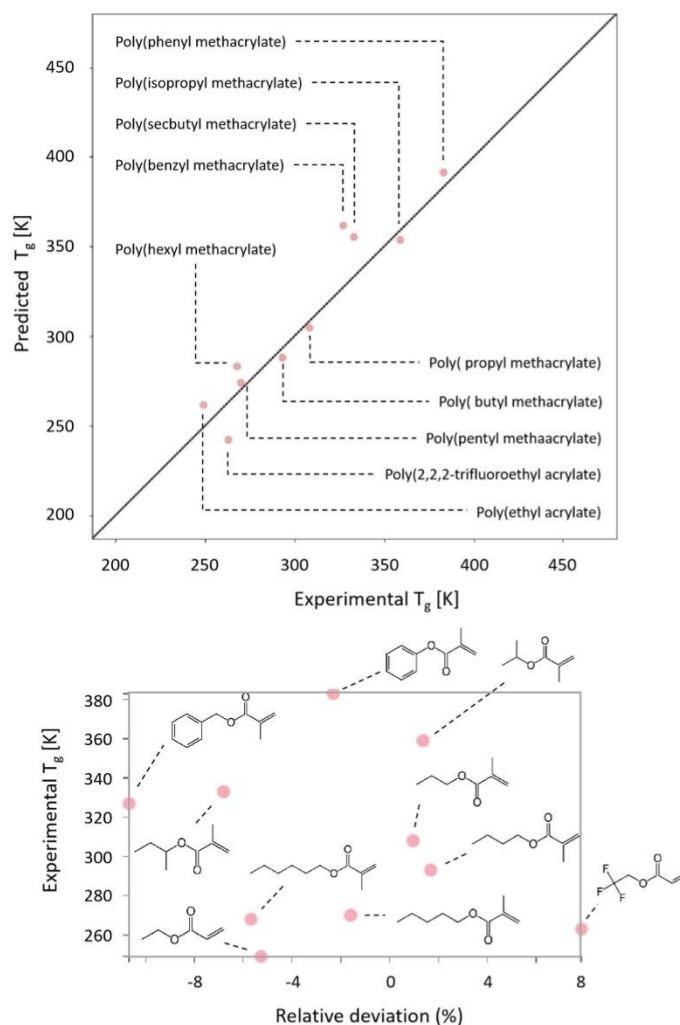 Poly(phenyl methacrylate)
Poly(isopropyl methacrylate)
Poly(secbutyl methacrylate)
Poly(benzyl methacrylate)
Poly(hexyl methacrylate)
Poly( propyl methacrylate)
Poly( butyl methacrylate)
Poly(pentyl methaacrylate)
Poly(2,2,2-trifluoroethyl acrylate)
Poly(ethyl acrylate)
450
400
350
300
250
200
Predicted Tg [K]
200 250 300 350 400 450
Experimental Tg [K]
380
360
340
320
300
280
260
Experimental Tg [K]
O O
O O
O O
O O
O O
O O
O O
O O
O O
F F F O O
-8 -4 0 4 8
Relative deviation (%)